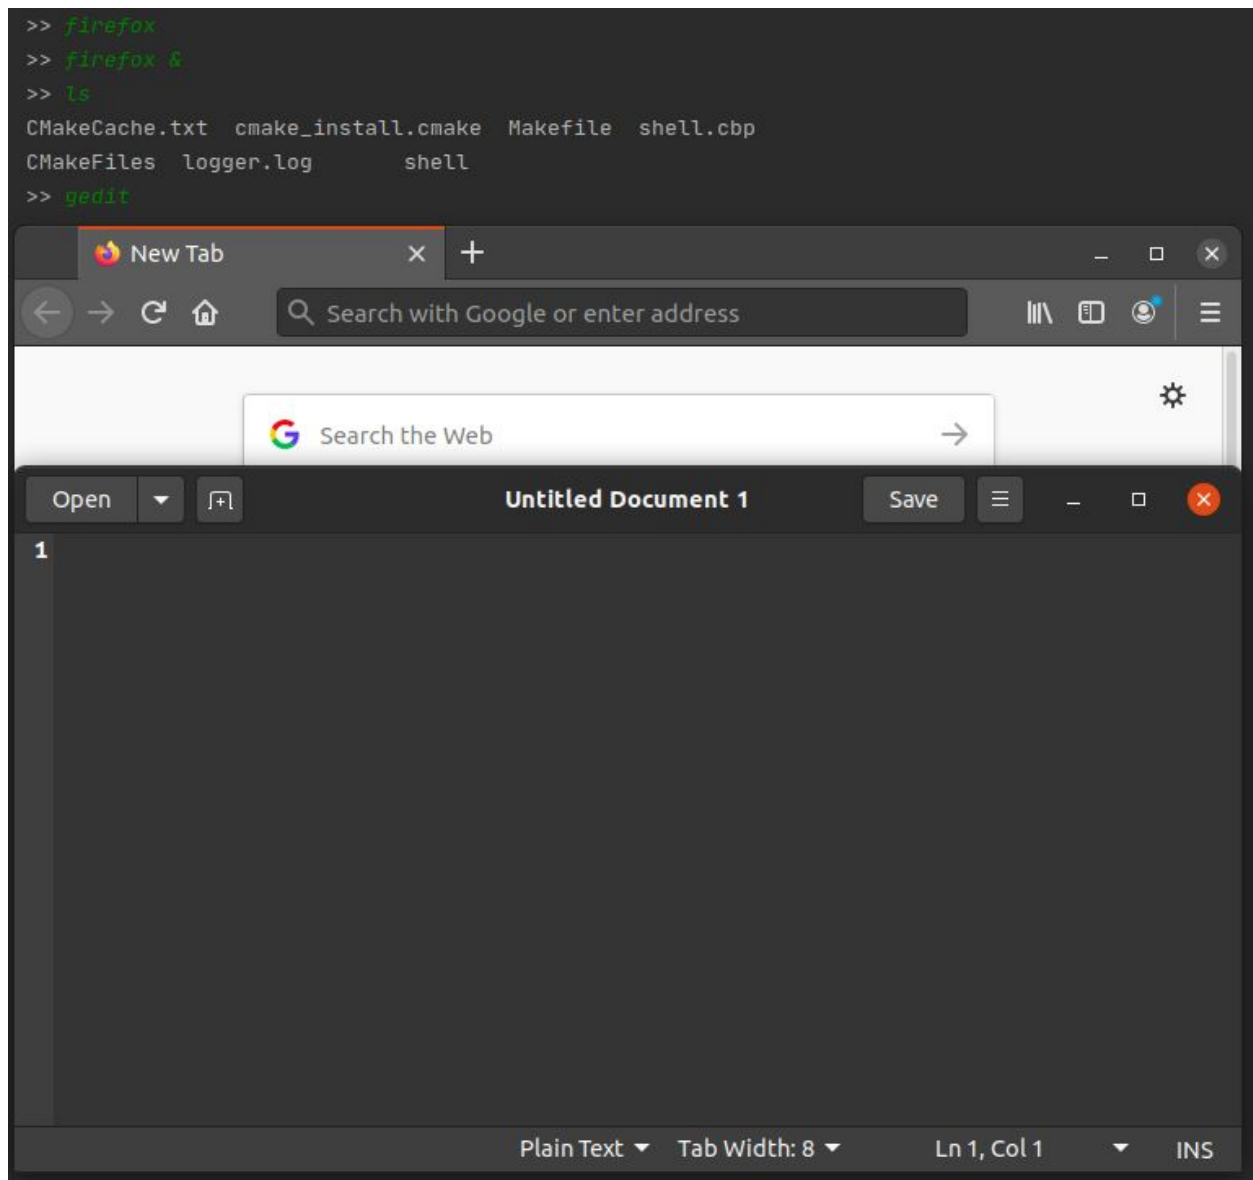 >> firefox
>> firefox &
>> ls
CMakeCache.txt  cmake_install.cmake  Makefile  shell.cbp
CMakeFiles  logger.log       shell
>> gedit
New Tab
Search with Google or enter address
Search the Web
Open Untitled Document 1 Save
1
Plain Text Tab Width: 8 Ln 1, Col 1 INS